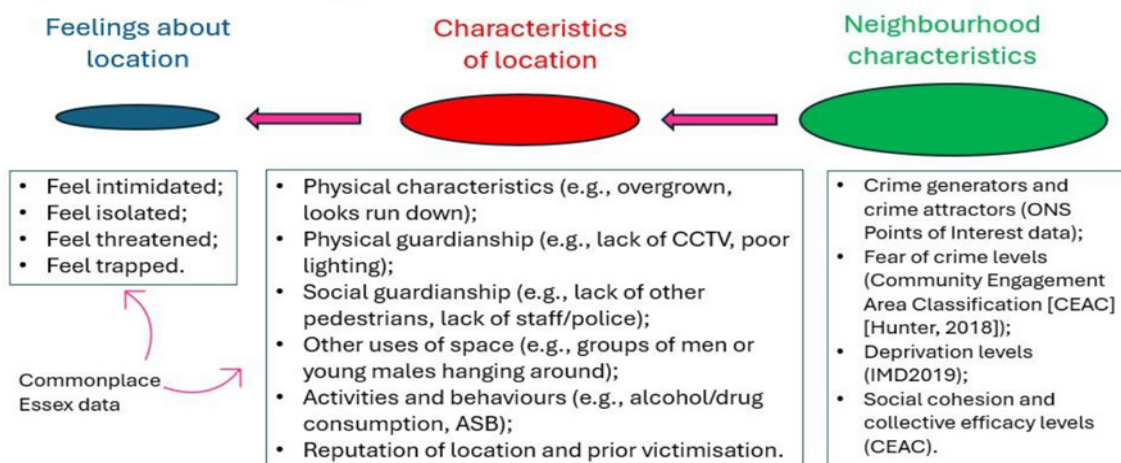 Feelings about
location
Characteristics
of location
Neighbourhood
characteristics
• Feel intimidated;
• Feel isolated;
• Feel threatened;
• Feel trapped.
Commonplace
Essex data
• Physical characteristics (e.g., overgrown,
looks run down);
• Physical guardianship (e.g., lack of CCTV, poor
lighting);
• Social guardianship (e.g., lack of other
pedestrians, lack of staff/police);
• Other uses of space (e.g., groups of men or
young males hanging around);
• Activities and behaviours (e.g., alcohol/drug
consumption, ASB);
• Reputation of location and prior victimisation.
• Crime generators and
crime attractors (ONS
Points of Interest data);
• Fear of crime levels
(Community Engagement
Area Classification [CEAC]
[Hunter, 2018]);
• Deprivation levels
(IMD2019);
• Social cohesion and
collective efficacy levels
(CEAC).